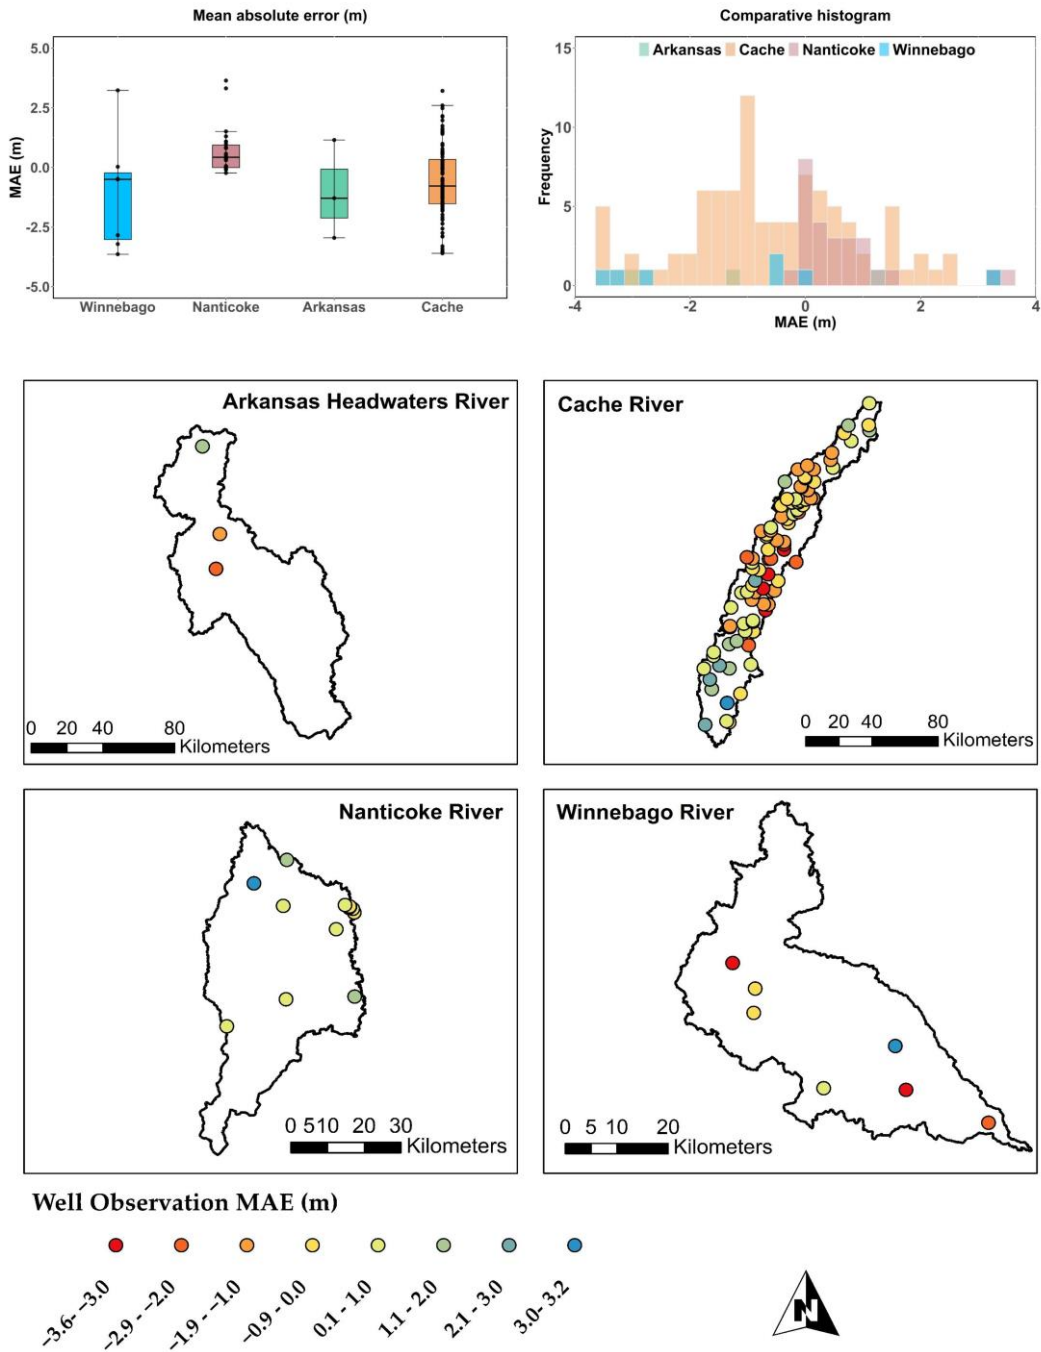 Mean absolute error (m)
5.0
2.5
0.0
-2.5
-5.0
MAE (m)
Winnebago Nanticoke Arkansas Cache
Comparative histogram
Arkansas Cache Nanticoke Winnebago
15
10
5
0
Frequency
-4 -2 0 2 4
MAE (m)
Arkansas Headwaters River
0 20 40 80
Kilometers
Cache River
0 20 40 80
Kilometers
Nanticoke River
0 510 20 30
Kilometers
Winnebago River
0 5 10 20
Kilometers
Well Observation MAE (m)
−3.6- −3.0
−2.9 - −2.0
−1.9 - −1.0
−0.9 - 0.0
0.1 - 1.0
1.1 - 2.0
2.1 - 3.0
3.0- 3.2
N